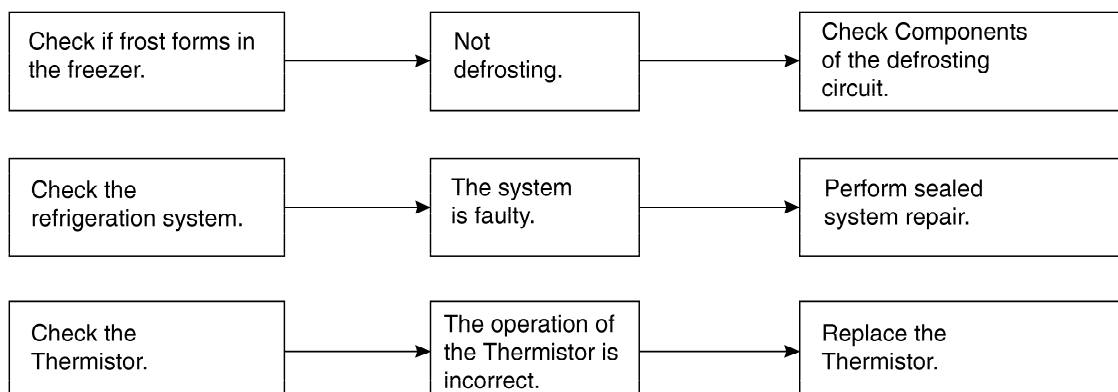 Check if frost forms in
the freezer.
Not
defrosting.
Check Components
of the defrosting
circuit.
Check the
refrigeration system.
The system
is faulty.
Perform sealed
system repair.
Check the
Thermistor.
The operation of
the Thermistor is
incorrect.
Replace the
Thermistor.